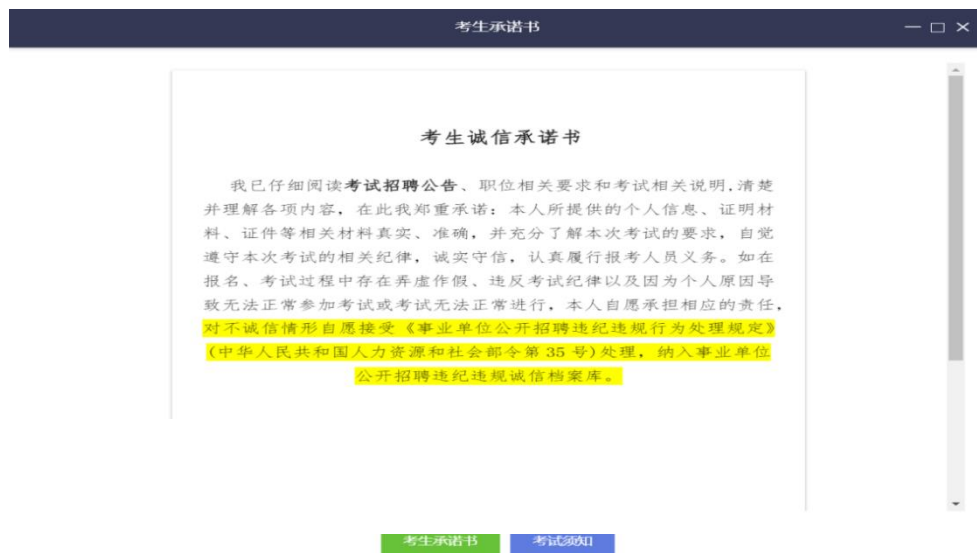 考生承诺书
考生诚信承诺书
我已仔细阅读考试招聘公告、职位相关要求和考试相关说明,清楚
并理解各项内容，在此我郑重承诺：本人所提供的个人信息、证明材
料、证件等相关材料真实、准确，并充分了解本次考试的要求，自觉
遵守本次考试的相关纪律，诚实守信，认真履行报考人员义务。如在
报名、考试过程中存在弄虚作假、违反考试纪律以及因为个人原因导
致无法正常参加考试或考试无法正常进行，本人自愿承担相应的责任，
对不诚信情形自愿接受《事业单位公开招聘违纪违规行为处理规定》
(中华人民共和国人力资源和社会部令第 35 号)处理，纳入事业单位
公开招聘违纪违规诚信档案库。
考生承诺书 考试须知